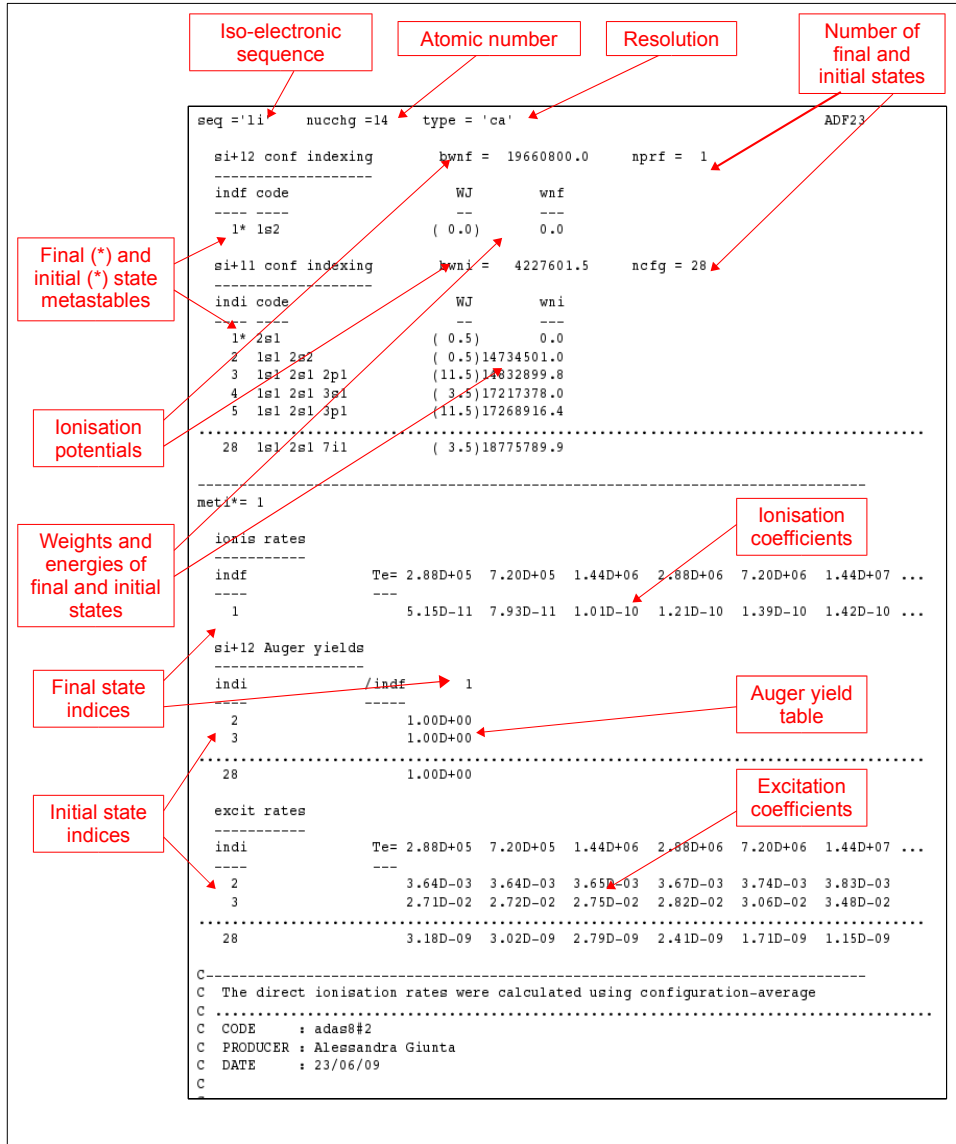 Iso-electronic
sequence
Atomic number
Resolution
Number of
final and
initial states
seq ='li' nucchg =14 type = 'ca' ADF23
si+12 conf indexing bwnf = 19660800.0 nprf = 1
-------------------
indf code WJ wnf
---- ---- -- ---
1* 1s2 ( 0.0) 0.0
Final (*) and
initial (*) state
metastables
si+11 conf indexing bwni = 4227601.5 ncfg = 28
-------------------
indi code WJ wni
---- ---- -- ---
1* 2s1 ( 0.5) 0.0
2 1s1 2s2 ( 0.5)14734501.0
3 1s1 2s1 2p1 (11.5)14832899.8
4 1s1 2s1 3s1 ( 3.5)17217378.0
5 1s1 2s1 3p1 (11.5)17268916.4
28 1s1 2s1 7i1 ( 3.5)18775789.9
Ionisation
potentials
meti*= 1
Weights and
energies of
final and initial
states
Ionisation
coefficients
ionis rates
-----------
indf Te= 2.88D+05 7.20D+05 1.44D+06 2.88D+06 7.20D+06 1.44D+07 ...
---- ---
1 5.15D-11 7.93D-11 1.01D-10 1.21D-10 1.39D-10 1.42D-10 ...
si+12 Auger yields
------------------
indi /indf 1
---- -----
2 1.00D+00
3 1.00D+00
28 1.00D+00
Final state
indices
Auger yield
table
Initial state
indices
Excitation
coefficients
excit rates
-----------
indi Te= 2.88D+05 7.20D+05 1.44D+06 2.88D+06 7.20D+06 1.44D+07 ...
---- ---
2 3.64D-03 3.64D-03 3.65D-03 3.67D-03 3.74D-03 3.83D-03
3 2.71D-02 2.72D-02 2.75D-02 2.82D-02 3.06D-02 3.48D-02
28 3.18D-09 3.02D-09 2.79D-09 2.41D-09 1.71D-09 1.15D-09
C---------------------------------------------------------------------------
C The direct ionisation rates were calculated using configuration-average
C ..................................................................................
C CODE : adas8#2
C PRODUCER : Alessandra Giunta
C DATE : 23/06/09
C